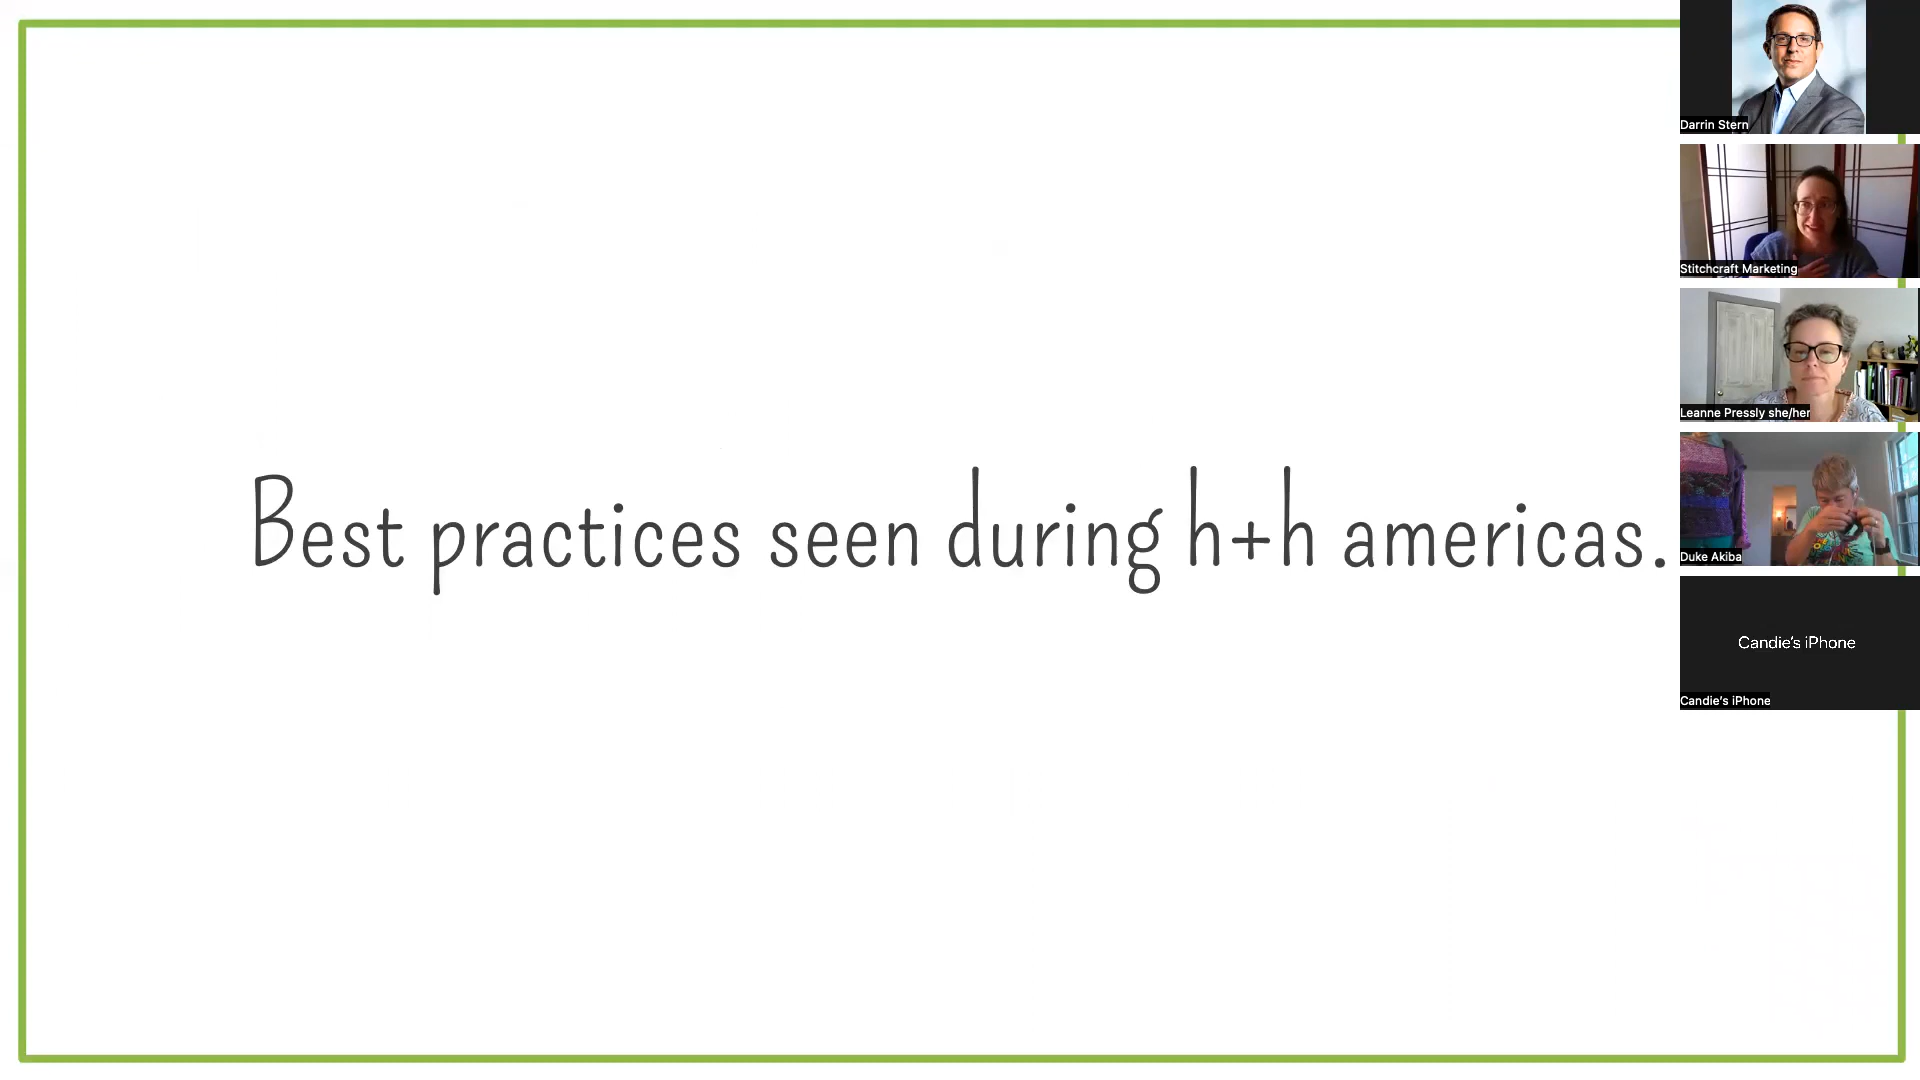 Best practices seen during h+h americas.
Darrin Stern
Stitchcraft Marketing
Leanne Pressly she/her
Duke Akiba
Candie's iPhone
Candie's iPhone